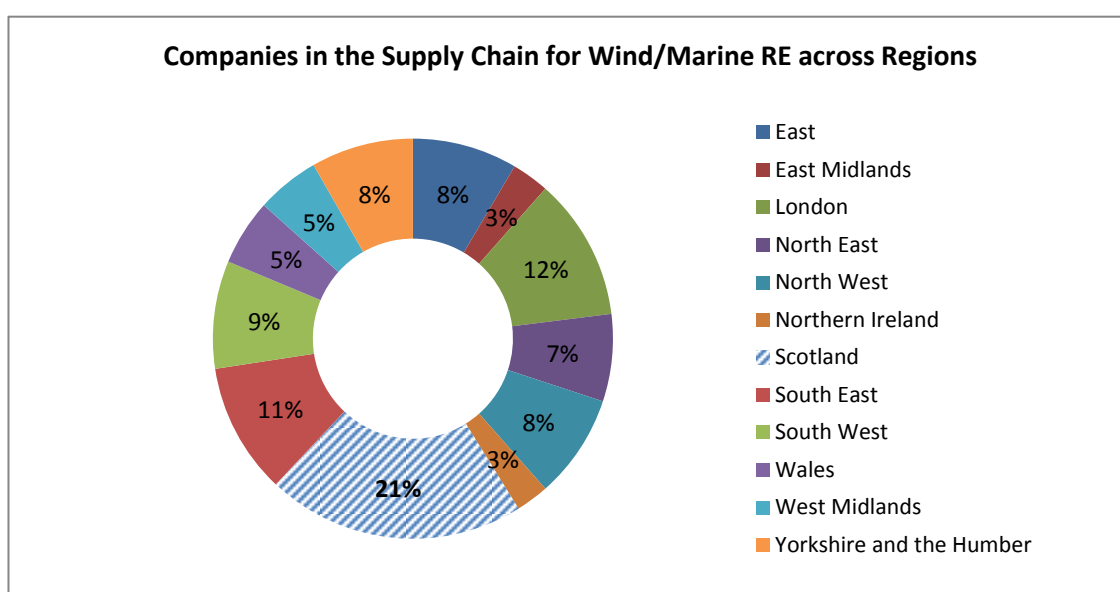 Companies in the Supply Chain for Wind/Marine RE across Regions
8%
3%
12%
7%
8%
3%
21%
11%
9%
5%
5%
8%
East
East Midlands
London
North East
North West
Northern Ireland
Scotland
South East
South West
Wales
West Midlands
Yorkshire and the Humber